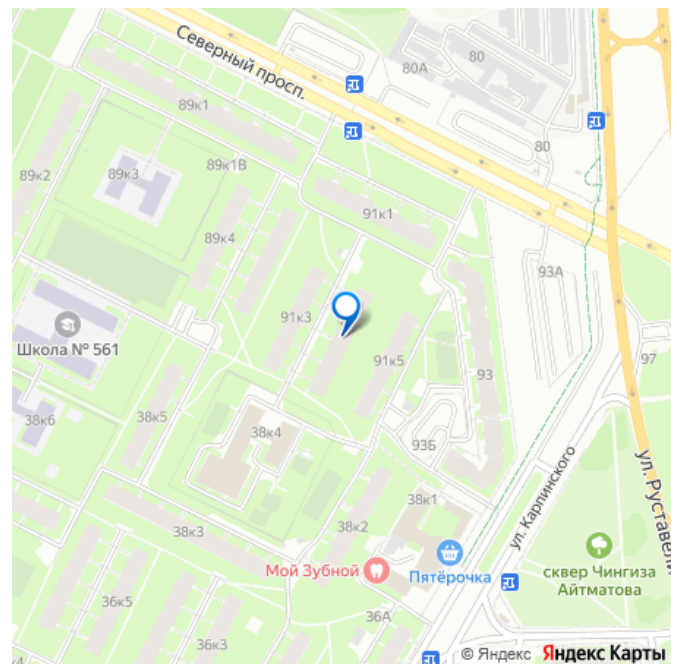 Северный просп.
80
80А
80
89к1
89к2
89к3
89к1В
91к1
89к4
93А
91к3
91к5
Школа № 561
93
97
38к6
38к5
38к4
93Б
ул. Карпинского
ул. Руставели
38к1
38к3
38к2
Мой Зубной
Пятёрочка
сквер Чингиза
Айтматова
36к5
36А
36к3
к4
© Яндекс Яндекс Карты